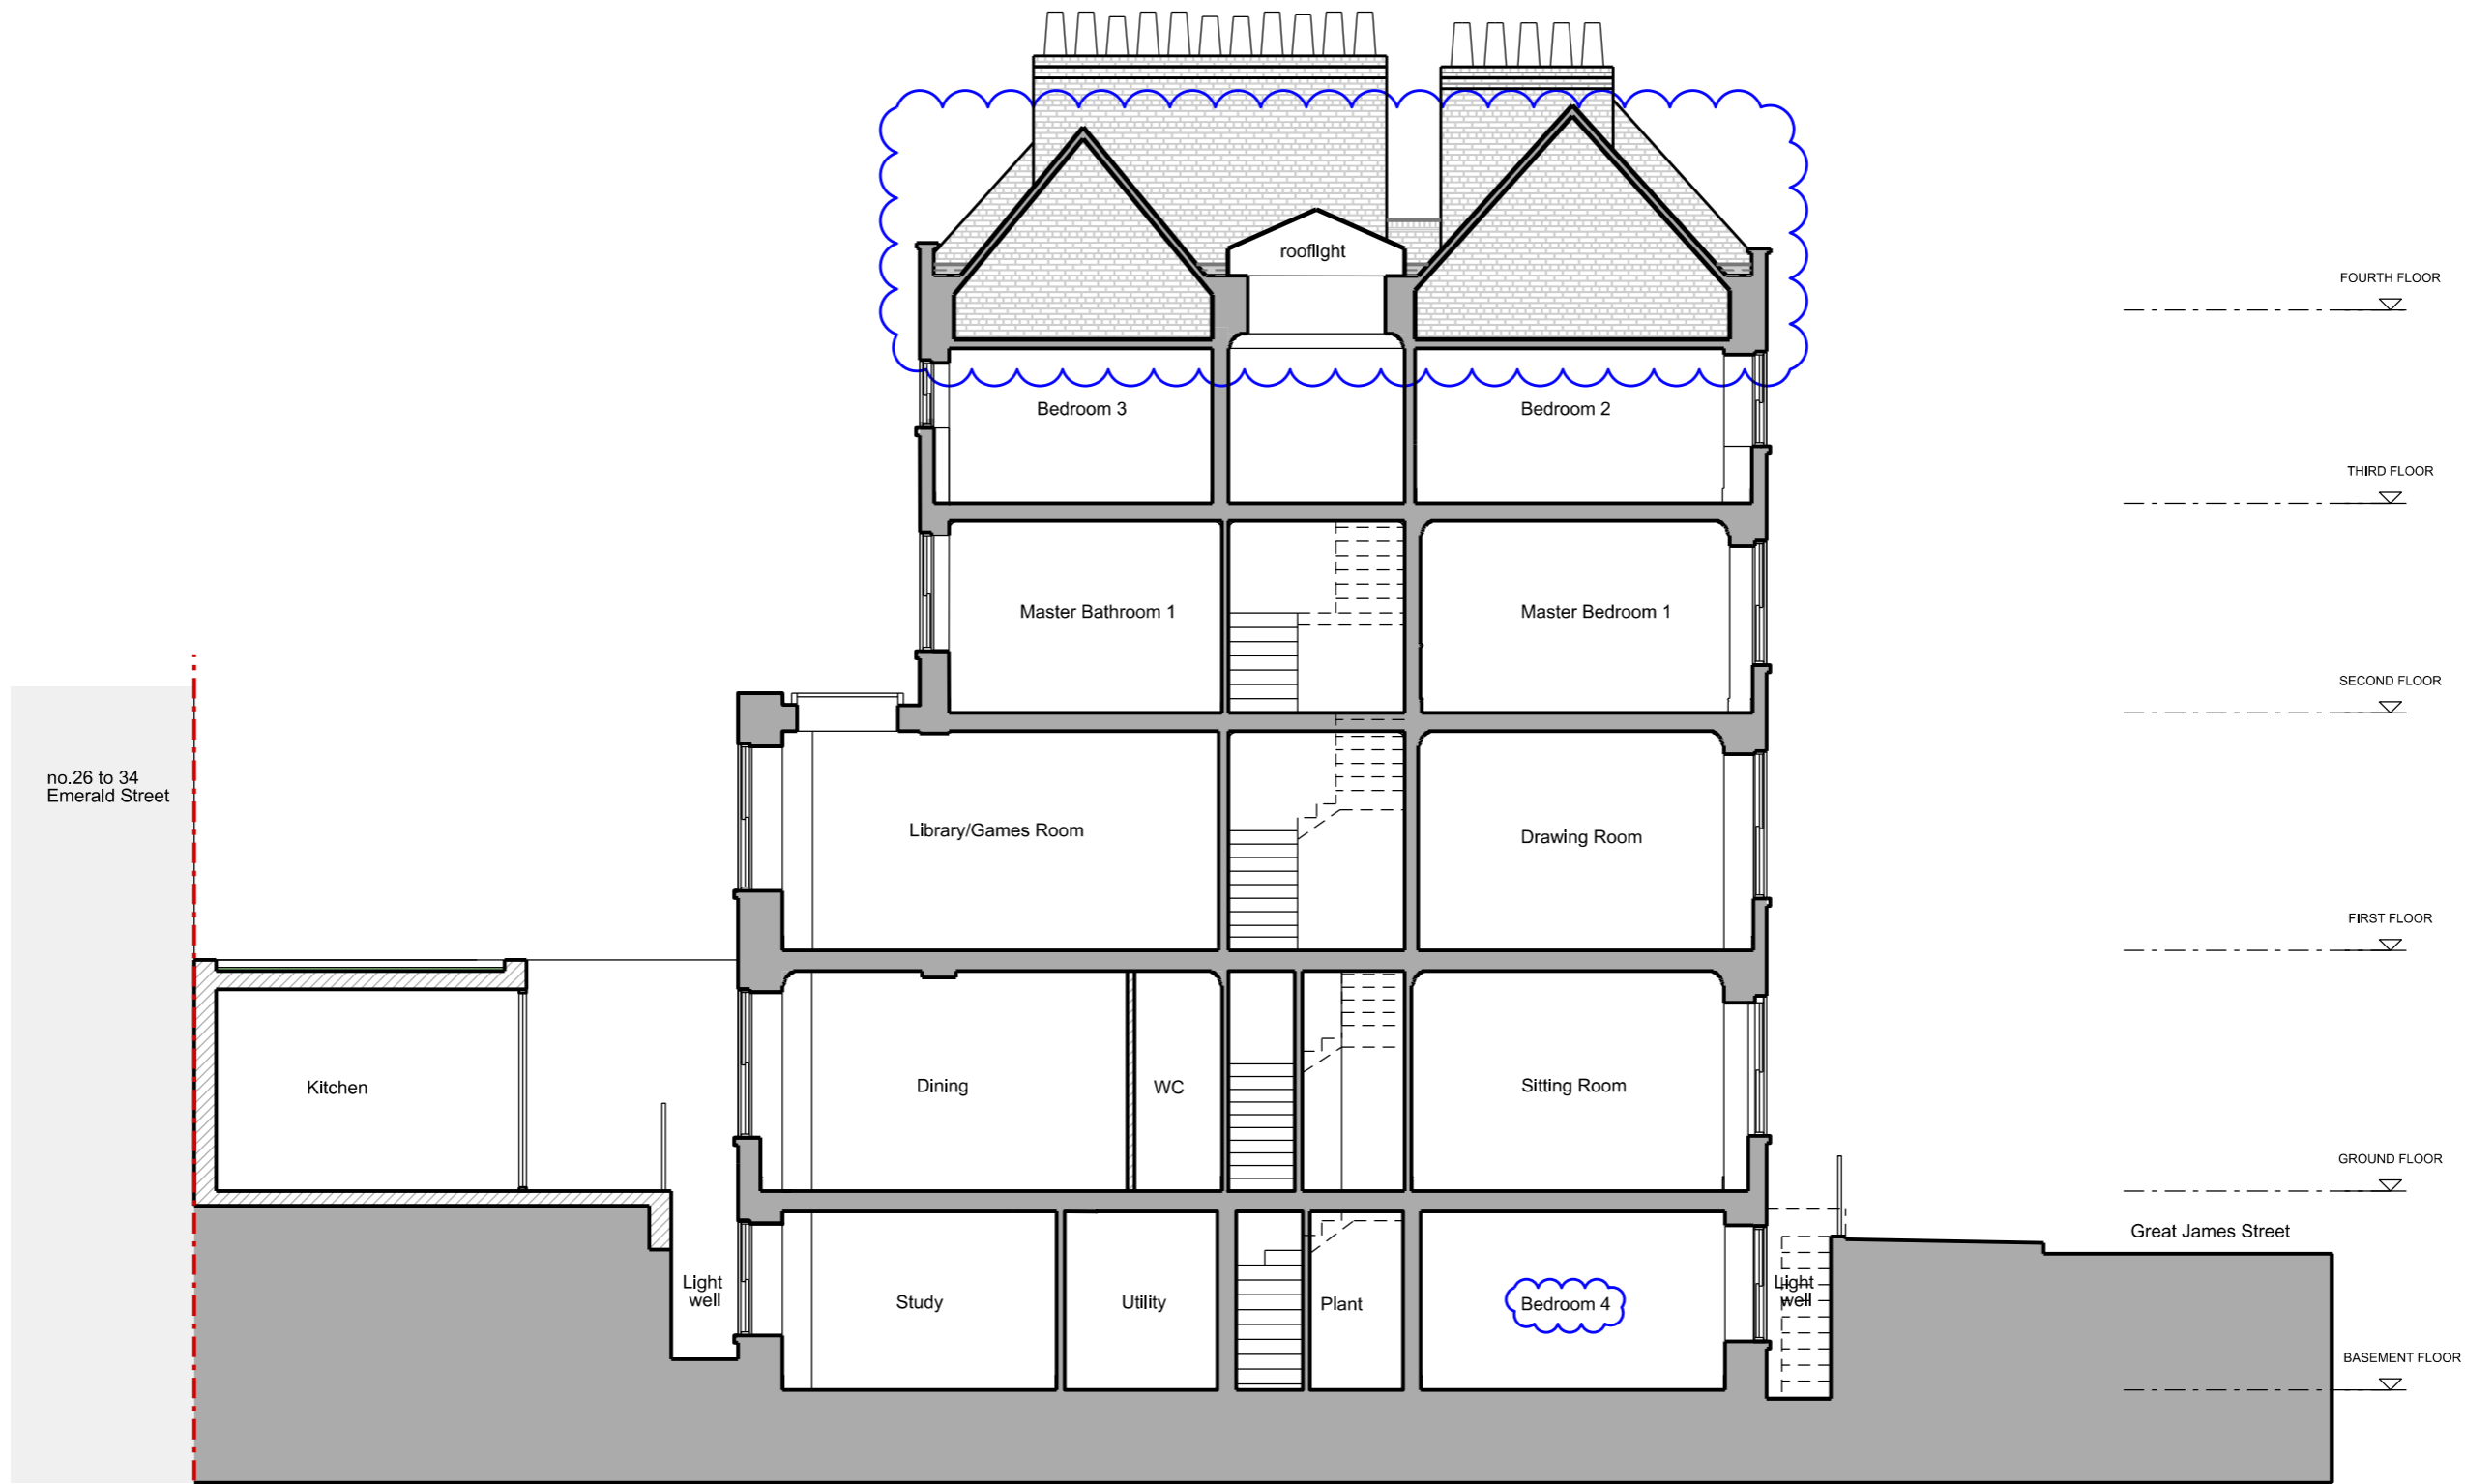 rooflight
FOURTH FLOOR
Bedroom 3
Bedroom 2
THIRD FLOOR
Master Bathroom 1
Master Bedroom 1
SECOND FLOOR
no.26 to 34
Emerald Street
Library/Games Room
Drawing Room
FIRST FLOOR
Kitchen
Dining
WC
Sitting Room
GROUND FLOOR
Great James Street
Light
well
Study
Utility
Plant
Bedroom 4
Light
well
BASEMENT FLOOR